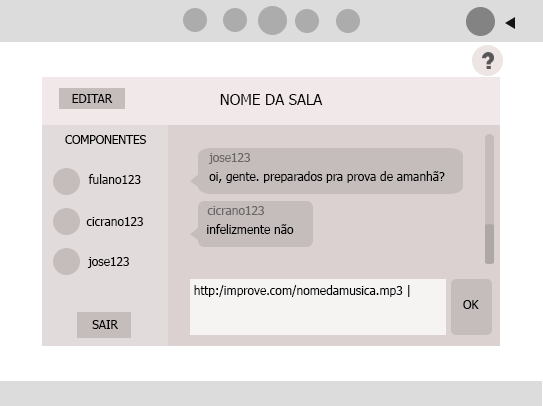 ?
EDITAR
NOME DA SALA
COMPONENTES
fulano123
cicrano123
jose123
SAIR
jose123
oi, gente. preparados pra prova de amanhã?
cicrano123
infelizmente não
http:/improve.com/nomedamusica.mp3 |
OK